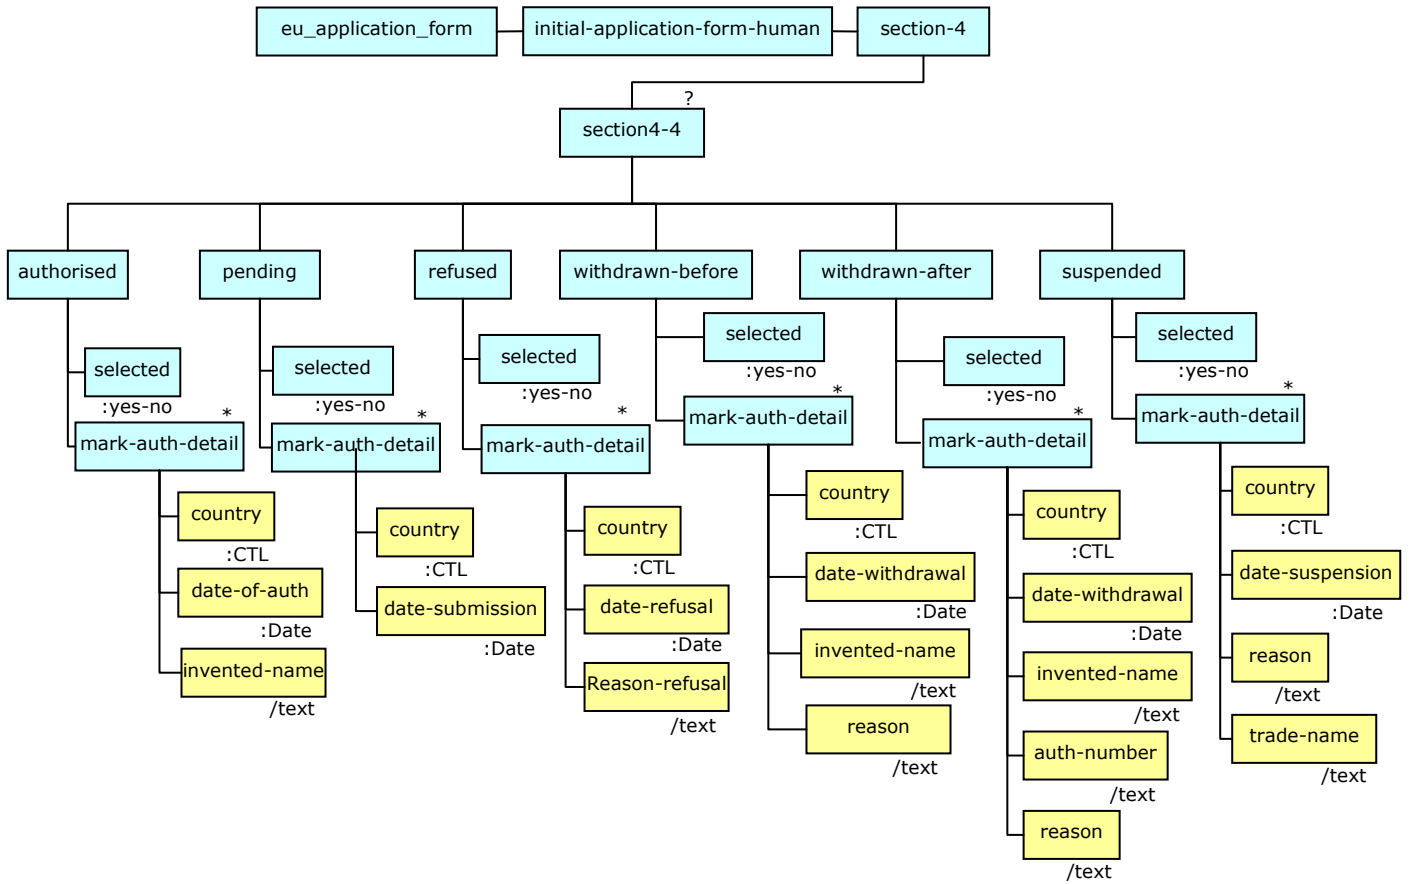 eu_application_form
initial-application-form-human
section-4
?
section4-4
authorised
pending
refused
withdrawn-before
withdrawn-after
suspended
selected
:yes-no
*
mark-auth-detail
country
:CTL
date-of-auth
:Date
invented-name
/text
selected
:yes-no
*
mark-auth-detail
country
:CTL
date-submission
:Date
selected
:yes-no
*
mark-auth-detail
country
:CTL
date-refusal
:Date
Reason-refusal
/text
selected
:yes-no
*
mark-auth-detail
country
:CTL
date-withdrawal
:Date
invented-name
/text
reason
/text
selected
:yes-no
*
mark-auth-detail
country
:CTL
date-withdrawal
:Date
invented-name
/text
auth-number
/text
reason
/text
selected
:yes-no
*
mark-auth-detail
country
:CTL
date-suspension
:Date
reason
/text
trade-name
/text